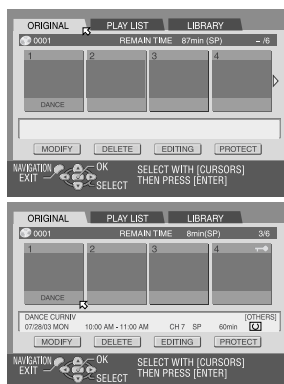 ORIGINAL PLAY LIST LIBRARY
0001 REMAIN TIME 87min (SP) – /6
1 2 3 4
DANCE
MODIFY DELETE EDITING PROTECT
NAVIGATION OK SELECT WITH [CURSORS]
EXIT SELECT THEN PRESS [ENTER]
ORIGINAL PLAY LIST LIBRARY
0001 REMAIN TIME 8min(SP) 3/6
1 2 3 4
DANCE
DANCE CURNIV [OTHERS]
07/28/03 MON 10:00 AM - 11:00 AM CH 7 SP 60min
MODIFY DELETE EDITING PROTECT
NAVIGATION OK SELECT WITH [CURSORS]
EXIT SELECT THEN PRESS [ENTER]